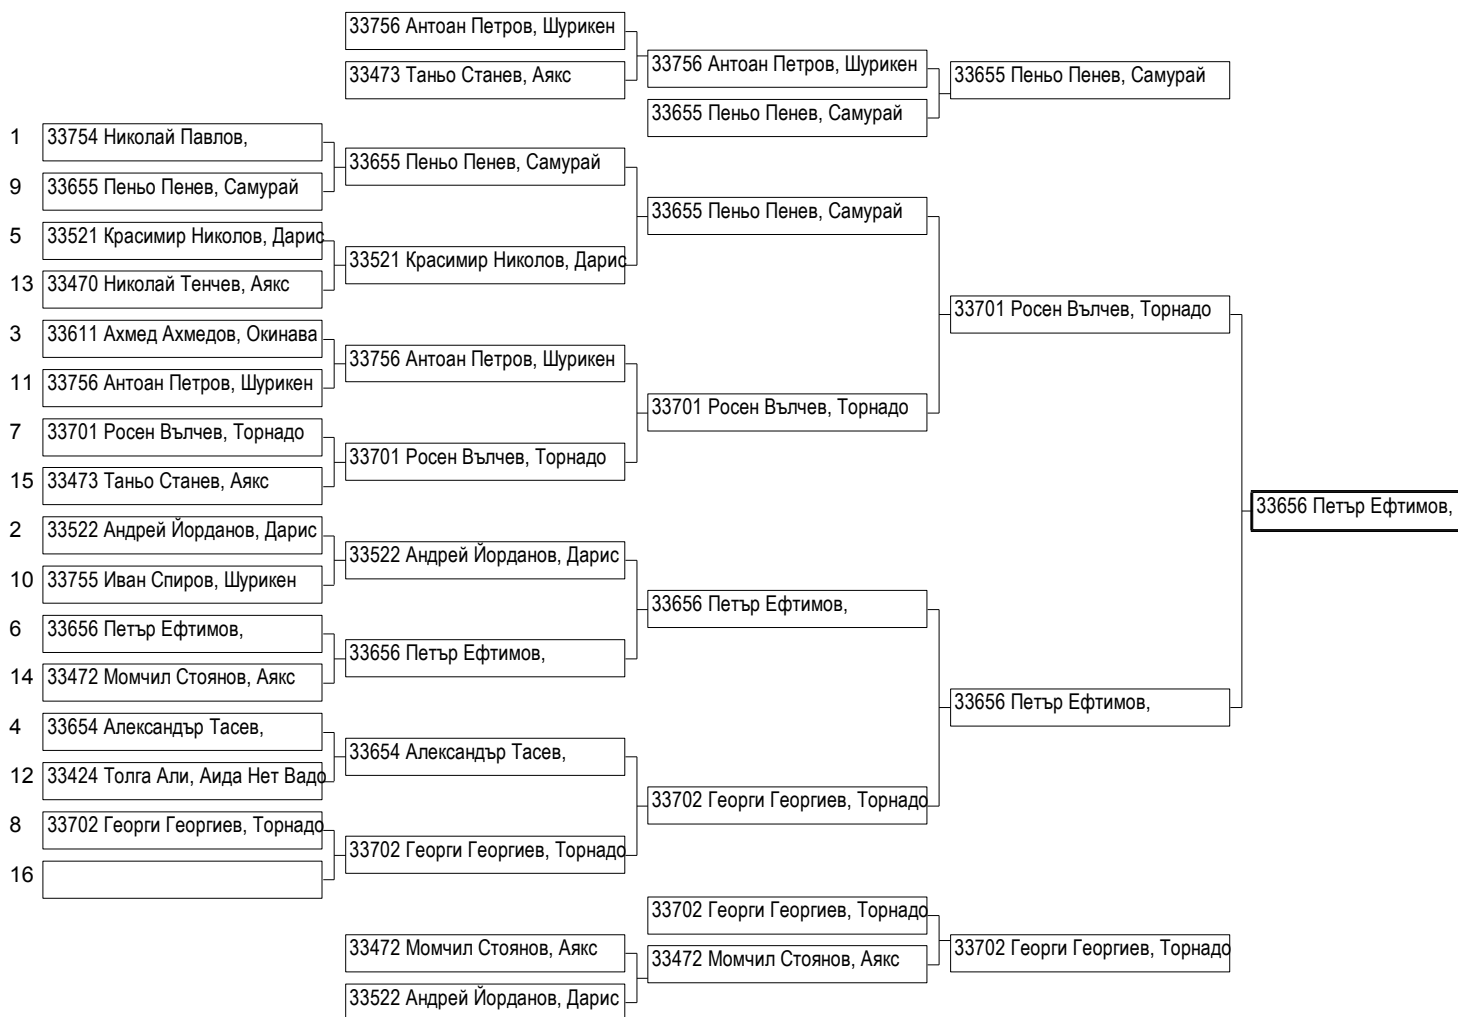 33756 Антоан Петров, Шурикен
33473 Таньо Станев, Аякс
33756 Антоан Петров, Шурикен
33655 Пеньо Пенев, Самурай
33655 Пеньо Пенев, Самурай
1 33754 Николай Павлов,
9 33655 Пеньо Пенев, Самурай
5 33521 Красимир Николов, Дарис
13 33470 Николай Тенчев, Аякс
3 33611 Ахмед Ахмедов, Окинава
11 33756 Антоан Петров, Шурикен
7 33701 Росен Вълчев, Торнадо
15 33473 Таньо Станев, Аякс
2 33522 Андрей Йорданов, Дарис
10 33755 Иван Спиров, Шурикен
6 33656 Петър Ефтимов,
14 33472 Момчил Стоянов, Аякс
4 33654 Александър Тасев,
12 33424 Толга Али, Аида Нет Вадо
8 33702 Георги Георгиев, Торнадо
16
33655 Пеньо Пенев, Самурай
33521 Красимир Николов, Дарис
33756 Антоан Петров, Шурикен
33701 Росен Вълчев, Торнадо
33522 Андрей Йорданов, Дарис
33656 Петър Ефтимов,
33654 Александър Тасев,
33702 Георги Георгиев, Торнадо
33655 Пеньо Пенев, Самурай
33701 Росен Вълчев, Торнадо
33656 Петър Ефтимов,
33702 Георги Георгиев, Торнадо
33701 Росен Вълчев, Торнадо
33656 Петър Ефтимов,
33656 Петър Ефтимов,
33472 Момчил Стоянов, Аякс
33522 Андрей Йорданов, Дарис
33702 Георги Георгиев, Торнадо
33472 Момчил Стоянов, Аякс
33702 Георги Георгиев, Торнадо